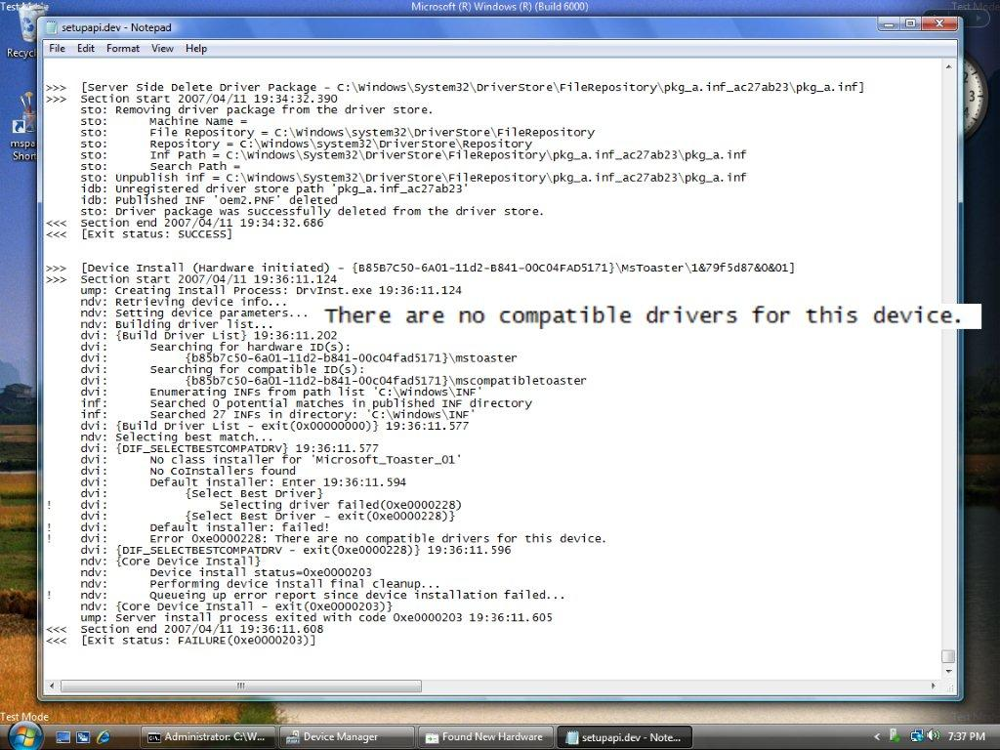 Test Mode
Microsoft (R) Windows (R) (Build 6000)
Test Mode
setupapi.dev - Notepad
File Edit Format View Help
>>> [Server Side Delete Driver Package - C:\Windows\System32\DriverStore\FileRepository\pkg_a.inf_ac27ab23\pkg_a.inf]
>>> Section start 2007/04/11 19:34:32.390
sto: Removing driver package from the driver store.
sto: Machine Name =
sto: File Repository = C:\Windows\system32\DriverStore\FileRepository
sto: Repository = C:\Windows\system32\DriverStore\Repository
sto: Inf Path = C:\Windows\System32\DriverStore\FileRepository\pkg_a.inf_ac27ab23\pkg_a.inf
sto: Search Path =
sto: Unpublish inf = C:\Windows\System32\DriverStore\FileRepository\pkg_a.inf_ac27ab23\pkg_a.inf
idb: Unregistered driver store path 'pkg_a.inf_ac27ab23'
idb: Published INF 'oem2.PNF' deleted
sto: Driver package was successfully deleted from the driver store.
<<< Section end 2007/04/11 19:34:32.686
<<< [Exit status: SUCCESS]
>>> [Device Install (Hardware initiated) - {B85B7C50-6A01-11d2-B841-00C04FAD5171}\MsToaster\1&79f5d87&0&01]
>>> Section start 2007/04/11 19:36:11.124
ump: Creating Install Process: DrvInst.exe 19:36:11.124
ndv: Retrieving device info...
ndv: Setting device parameters...
There are no compatible drivers for this device.
ndv: Building driver list...
dvi: {Build Driver List} 19:36:11.202
dvi: Searching for hardware ID(s):
dvi: {b85b7c50-6a01-11d2-b841-00c04fad5171}\mstoaster
dvi: Searching for compatible ID(s):
dvi: {b85b7c50-6a01-11d2-b841-00c04fad5171}\mscompatibletoaster
dvi: Enumerating INFs from path list 'C:\Windows\INF'
inf: Searched 0 potential matches in published INF directory
inf: Searched 27 INFs in directory: 'C:\Windows\INF'
dvi: {Build Driver List - exit(0x00000000)} 19:36:11.577
ndv: Selecting best match...
dvi: {DIF_SELECTBESTCOMPATDRV} 19:36:11.577
dvi: No class installer for 'Microsoft_Toaster_01'
dvi: No CoInstallers found
dvi: Default installer: Enter 19:36:11.594
dvi: {Select Best Driver}
! dvi: Selecting driver failed(0xe0000228)
dvi: {Select Best Driver - exit(0xe0000228)}
! dvi: Default installer: failed!
! dvi: Error 0xe0000228: There are no compatible drivers for this device.
dvi: {DIF_SELECTBESTCOMPATDRV - exit(0xe0000228)} 19:36:11.596
ndv: {Core Device Install}
ndv: Device install status=0xe0000203
ndv: Performing device install final cleanup...
! ndv: Queueing up error report since device installation failed...
ndv: {Core Device Install - exit(0xe0000203)}
ump: Server install process exited with code 0xe0000203 19:36:11.605
<<< Section end 2007/04/11 19:36:11.608
<<< [Exit status: FAILURE(0xe0000203)]
Test Mode
Administrator: C:\W...
Device Manager
Found New Hardware
setupapi.dev - Note...
7:37 PM